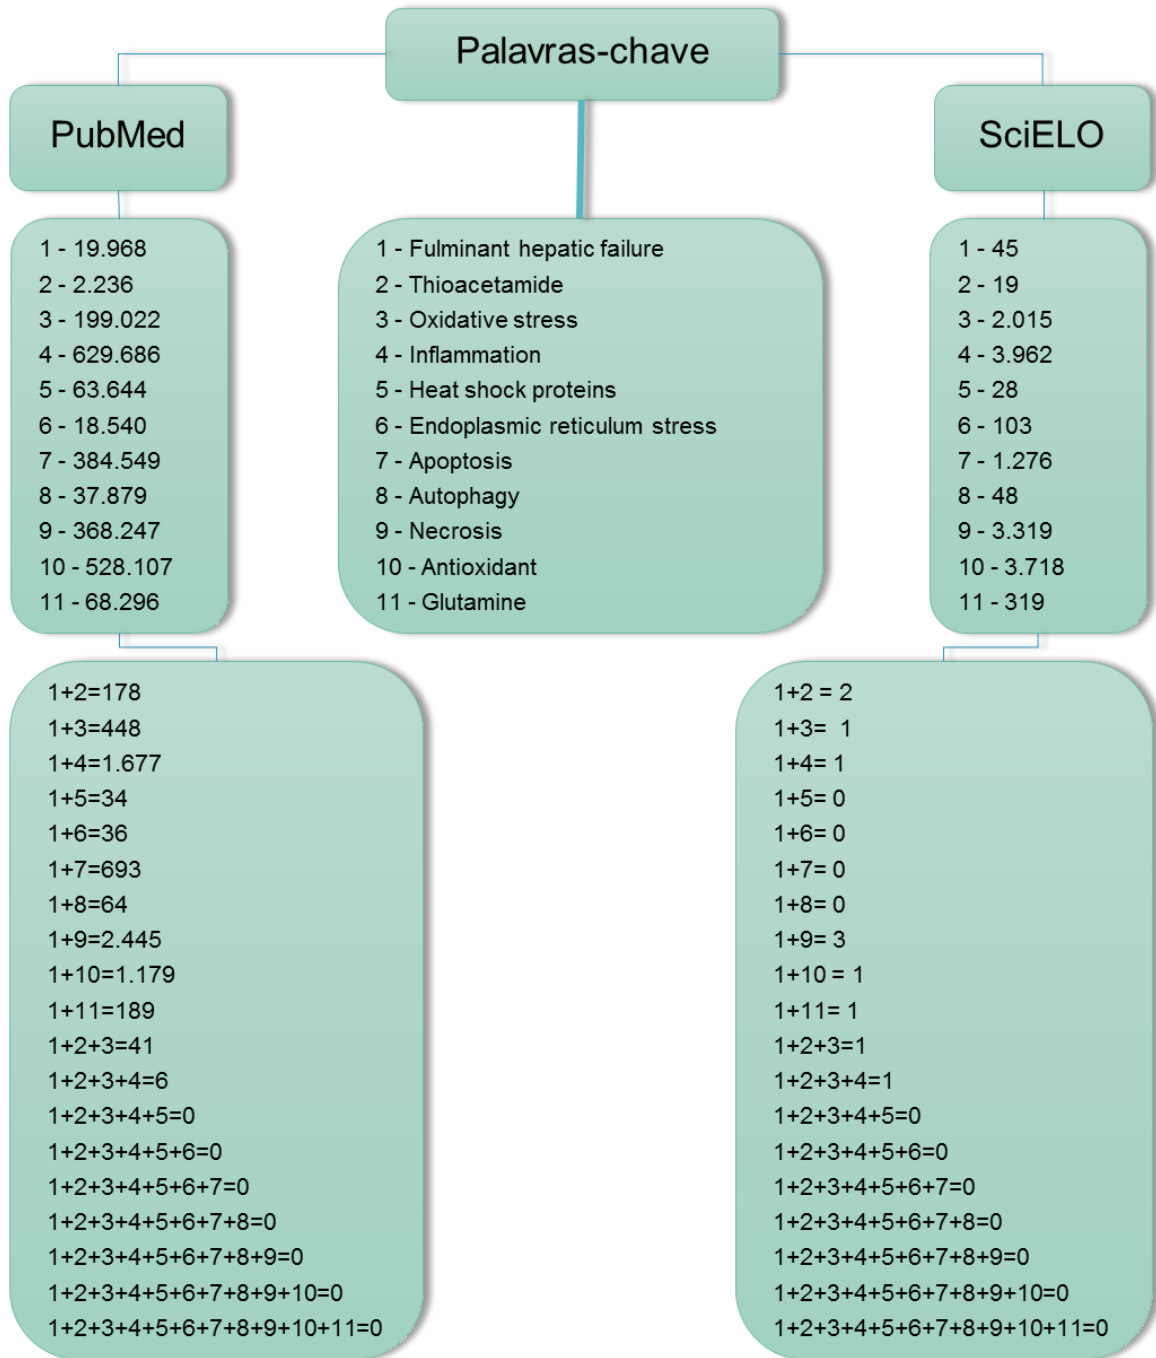 Palavras-chave
PubMed
SciELO
1 - 19.968
2 - 2.236
3 - 199.022
4 - 629.686
5 - 63.644
6 - 18.540
7 - 384.549
8 - 37.879
9 - 368.247
10 - 528.107
11 - 68.296
1 - Fulminant hepatic failure
2 - Thioacetamide
3 - Oxidative stress
4 - Inflammation
5 - Heat shock proteins
6 - Endoplasmic reticulum stress
7 - Apoptosis
8 - Autophagy
9 - Necrosis
10 - Antioxidant
11 - Glutamine
1 - 45
2 - 19
3 - 2.015
4 - 3.962
5 - 28
6 - 103
7 - 1.276
8 - 48
9 - 3.319
10 - 3.718
11 - 319
1+2=178
1+3=448
1+4=1.677
1+5=34
1+6=36
1+7=693
1+8=64
1+9=2.445
1+10=1.179
1+11=189
1+2+3=41
1+2+3+4=6
1+2+3+4+5=0
1+2+3+4+5+6=0
1+2+3+4+5+6+7=0
1+2+3+4+5+6+7+8=0
1+2+3+4+5+6+7+8+9=0
1+2+3+4+5+6+7+8+9+10=0
1+2+3+4+5+6+7+8+9+10+11=0
1+2 = 2
1+3=  1
1+4= 1
1+5= 0
1+6= 0
1+7= 0
1+8= 0
1+9= 3
1+10 = 1
1+11= 1
1+2+3=1
1+2+3+4=1
1+2+3+4+5=0
1+2+3+4+5+6=0
1+2+3+4+5+6+7=0
1+2+3+4+5+6+7+8=0
1+2+3+4+5+6+7+8+9=0
1+2+3+4+5+6+7+8+9+10=0
1+2+3+4+5+6+7+8+9+10+11=0